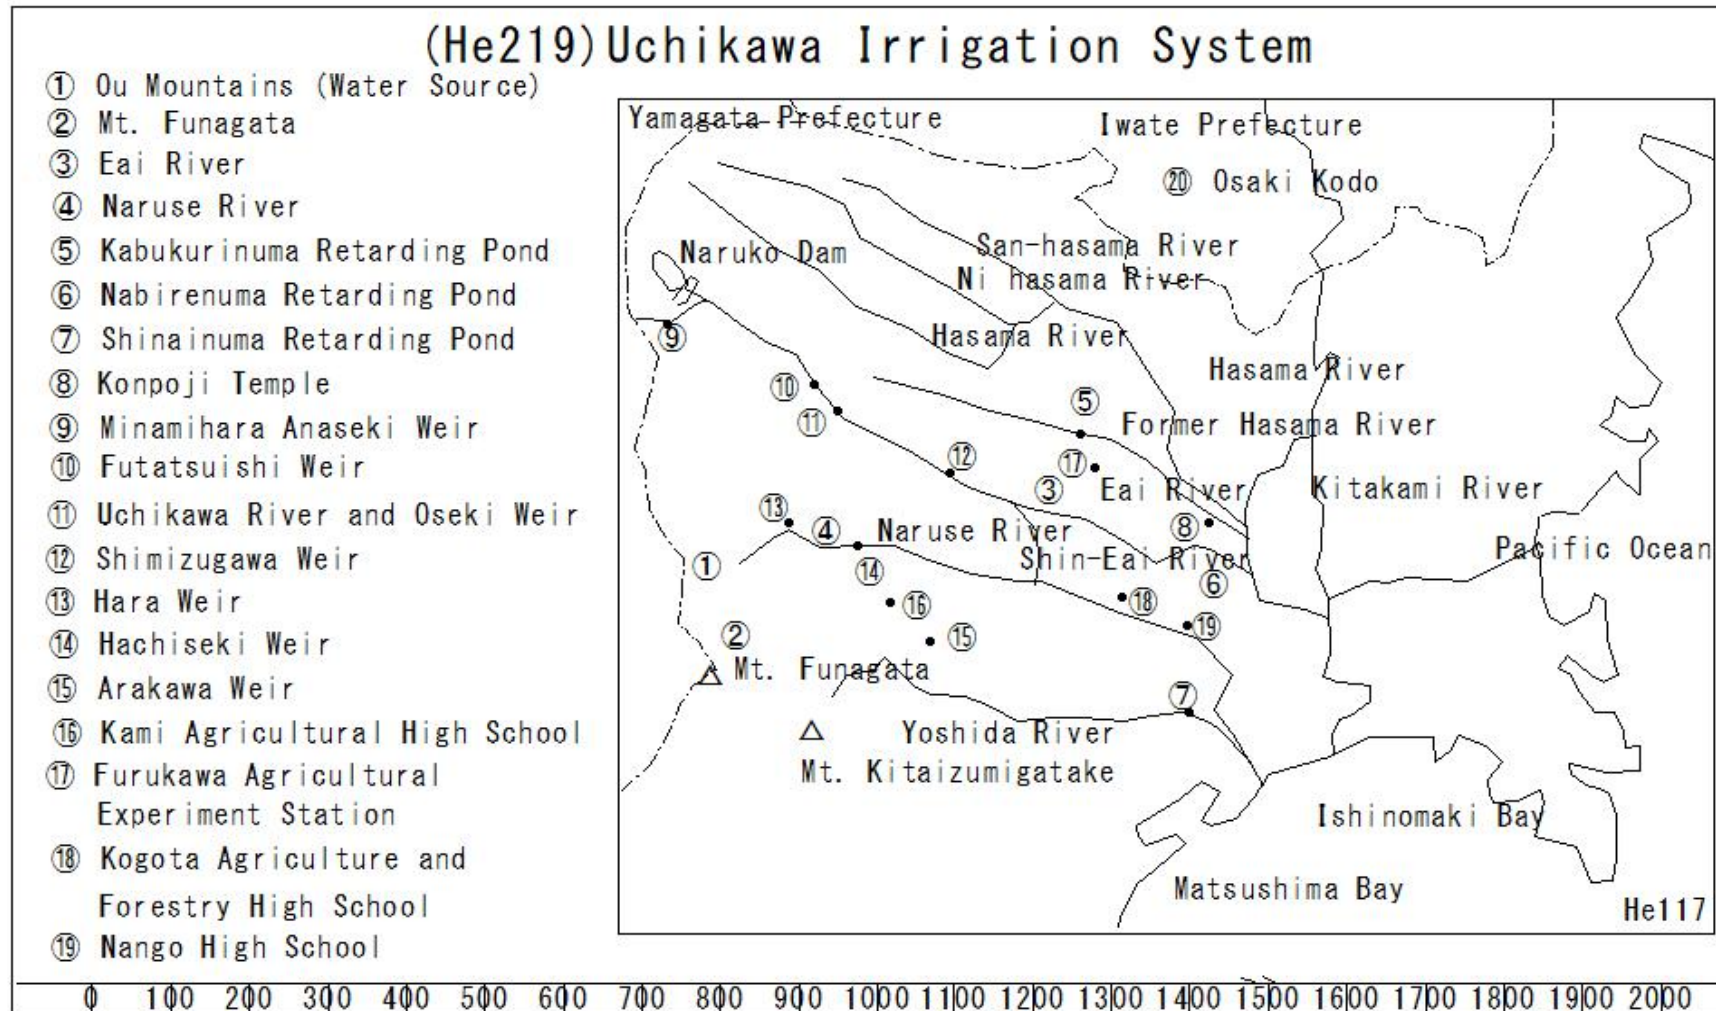 (He219)Uchikawa Irrigation System
① Ou Mountains (Water Source)
② Mt. Funagata
③ Eai River
④ Naruse River
⑤ Kabukurinuma Retarding Pond
⑥ Nabirenuma Retarding Pond
⑦ Shinainuma Retarding Pond
⑧ Konpoji Temple
⑨ Minamihara Anaseki Weir
⑩ Futatsuishi Weir
⑪ Uchikawa River and Oseki Weir
⑫ Shimizugawa Weir
⑬ Hara Weir
⑭ Hachiseki Weir
⑮ Arakawa Weir
⑯ Kami Agricultural High School
⑰ Furukawa Agricultural
Experiment Station
⑱ Kogota Agriculture and
Forestry High School
⑲ Nango High School
Yamagata Prefecture
Iwate Prefecture
⑳ Osaki Kodo
Naruko Dam
San-hasama River
Ni hasama River
⑨
Hasama River
Hasama River
⑩
⑪
⑤
Former Hasama River
⑫
⑰
③ Eai River
Kitakami River
⑬
④ Naruse River
⑧
Shin-Eai River
Pacific Ocean
①
⑭
⑥
⑯
⑱
②
⑮
⑲
Mt. Funagata
⑦
Yoshida River
Mt. Kitaizumigatake
Ishinomaki Bay
Matsushima Bay
He117
0 100 200 300 400 500 600 700 800 900 1000 1100 1200 1300 1400 1500 1600 1700 1800 1900 2000